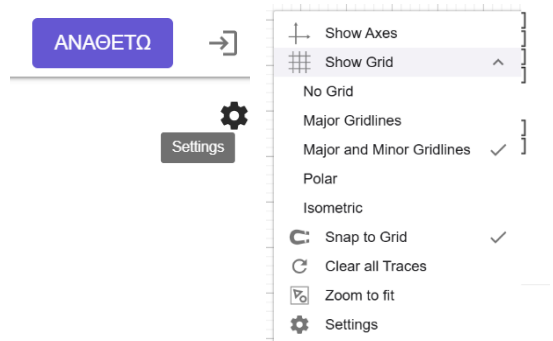 ΑΝΑΘΕΤΩ
Settings
Show Axes
Show Grid
No Grid
Major Gridlines
Major and Minor Gridlines
Polar
Isometric
Snap to Grid
Clear all Traces
Zoom to fit
Settings